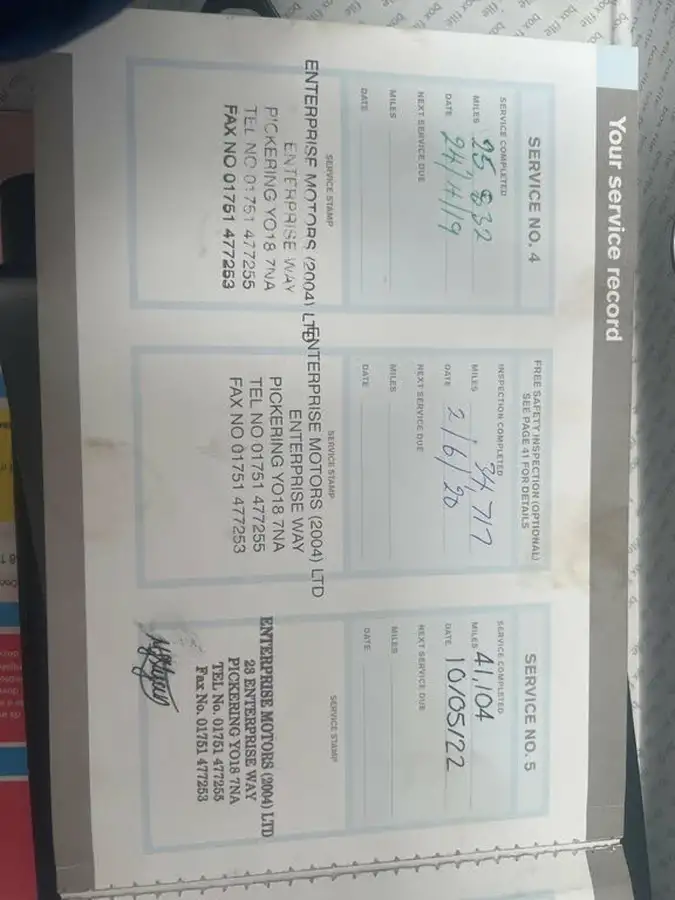 Your service record
SERVICE NO. 4
SERVICE COMPLETED
MILES 25,832
DATE 24/4/19
NEXT SERVICE DUE
MILES
DATE
SERVICE STAMP
ENTERPRISE MOTORS (2004) LTD
ENTERPRISE WAY
PICKERING YO18 7NA
TEL NO 01751 477255
FAX NO 01751 477253
FREE SAFETY INSPECTION (OPTIONAL)
SEE PAGE 41 FOR DETAILS
INSPECTION COMPLETED
MILES 34 717
DATE 2/6/20
NEXT SERVICE DUE
MILES
DATE
SERVICE STAMP
ENTERPRISE MOTORS (2004) LTD
ENTERPRISE WAY
PICKERING YO18 7NA
TEL NO 01751 477255
FAX NO 01751 477253
SERVICE NO. 5
SERVICE COMPLETED
MILES 41,104
DATE 10/05/22
NEXT SERVICE DUE
MILES
DATE
SERVICE STAMP
ENTERPRISE MOTORS (2004) LTD
23 ENTERPRISE WAY
PICKERING YO18 7NA
TEL No. 01751 477255
Fax No. 01751 477253
box file